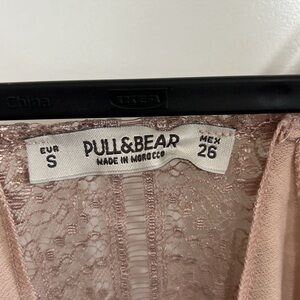 China
EUR
S
PULL&BEAR
MADE IN MOROCCO
MEX
26